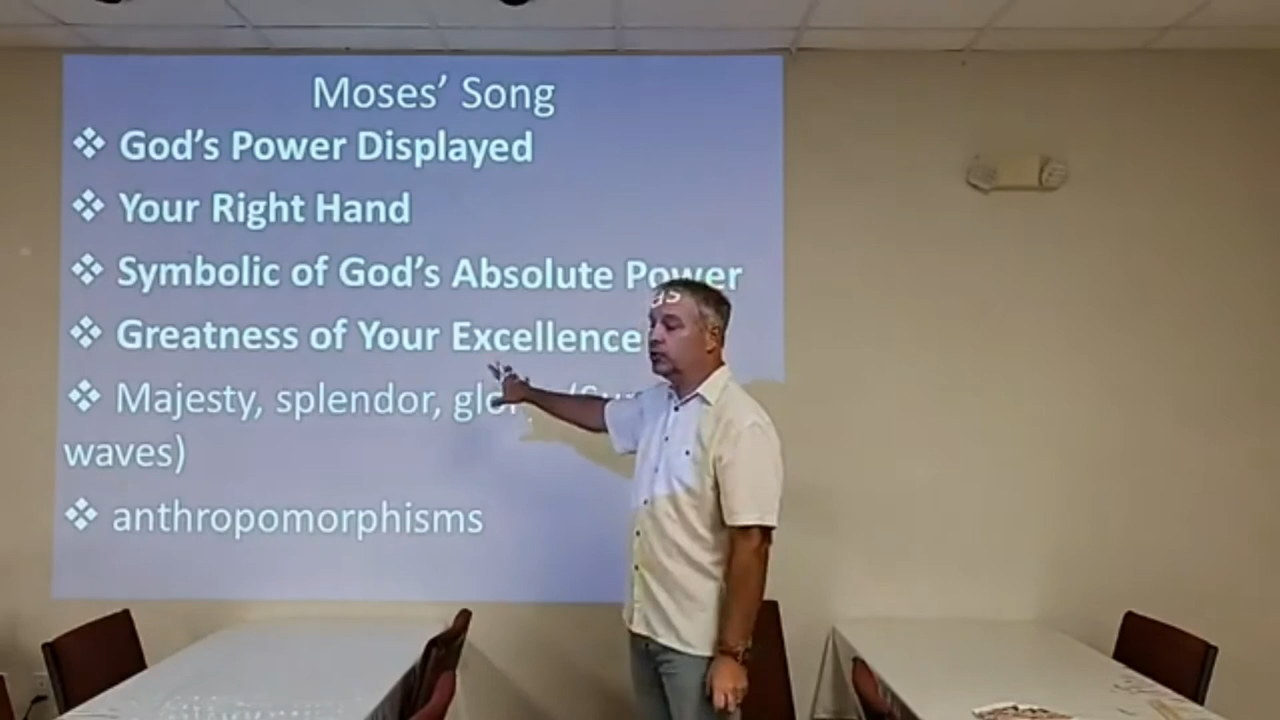 Moses’ Song
❖ God’s Power Displayed
❖ Your Right Hand
❖ Symbolic of God’s Absolute Power
❖ Greatness of Your Excellence
❖ Majesty, splendor,
waves)
❖ anthropomorphisms